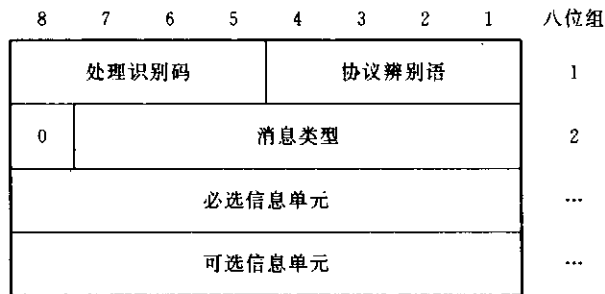 8 7 6 5 4 3 2 1 八位组
处理识别码 协议辨别语 1
0 消息类型 2
必选信息单元 …
可选信息单元 …